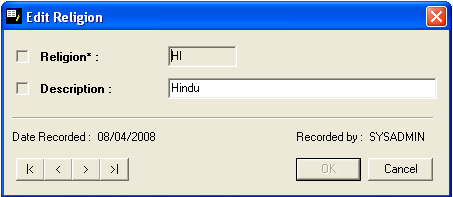 Edit Religion
Religion* : HI
Description : Hindu
Date Recorded : 08/04/2008 Recorded by : SYSADMIN
|< < > >| OK Cancel